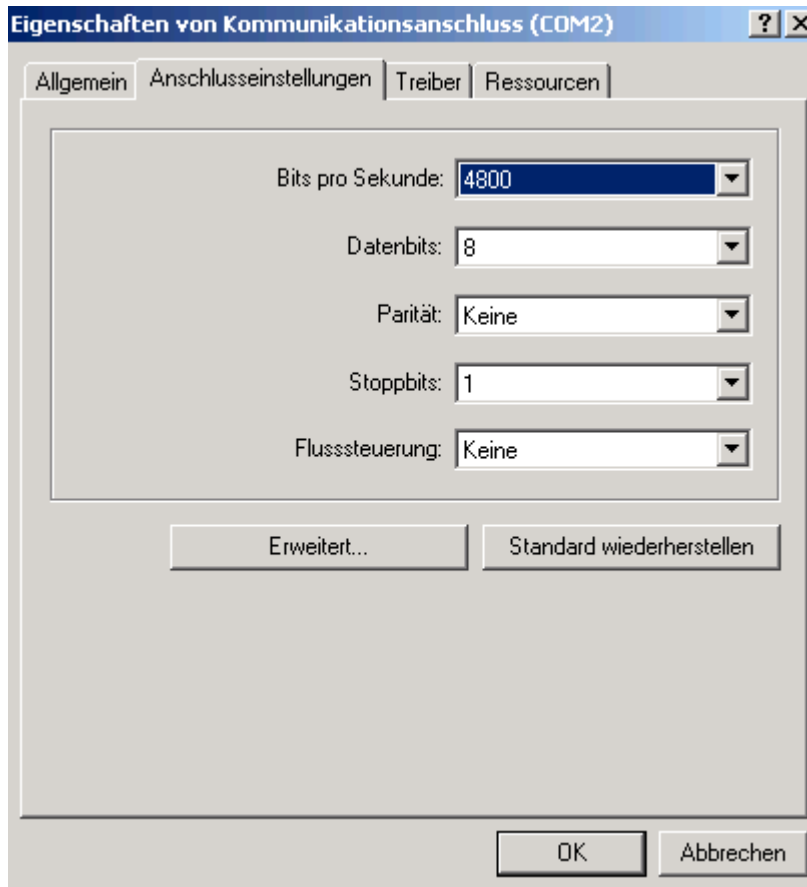 Eigenschaften von Kommunikationsanschluss (COM2)
Allgemein Anschlusseinstellungen Treiber Ressourcen
Bits pro Sekunde: 4800
Datenbits: 8
Parität: Keine
Stoppbits: 1
Flusssteuerung: Keine
Erweitert... Standard wiederherstellen
OK Abbrechen